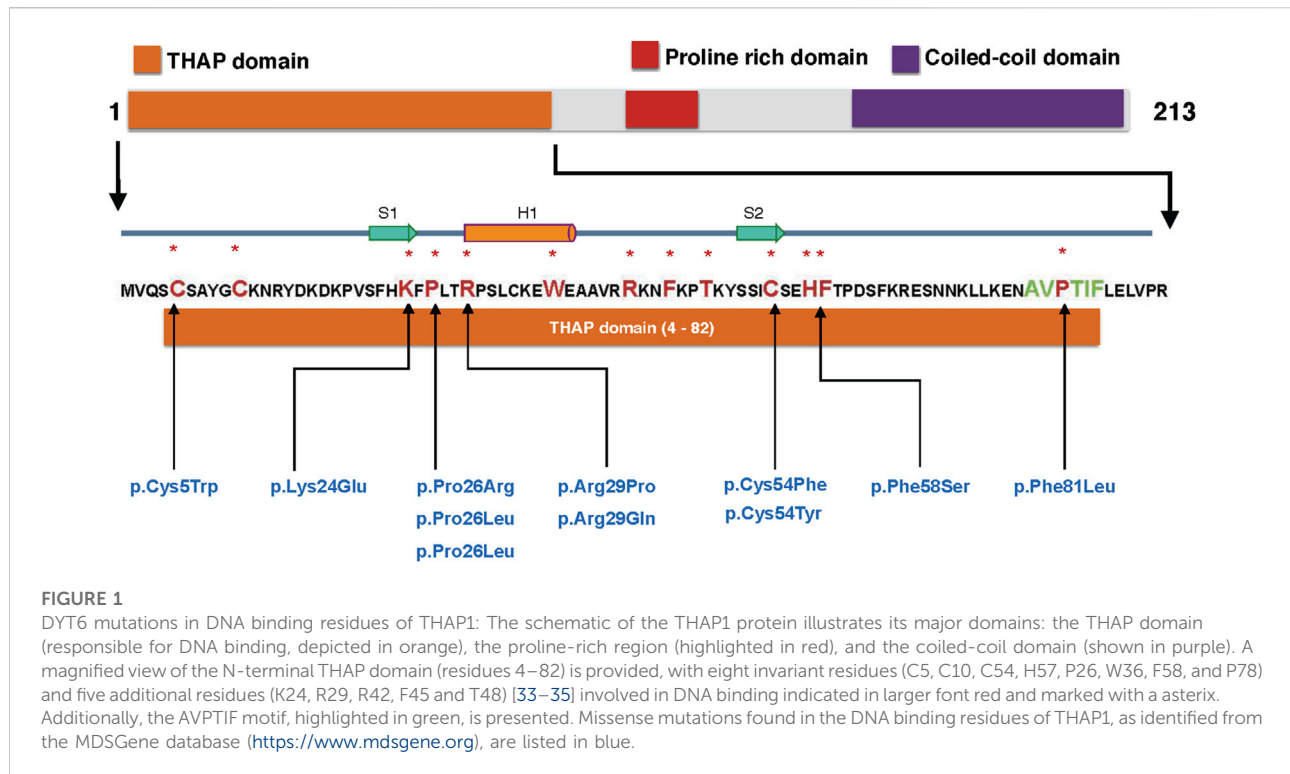 THAP domain Proline rich domain Coiled-coil domain
1 213
S1 H1 S2
* * * * * * * * * * * * *
MVQSCSAYGCKNRYDKDKPVSFHKFPLTRPSLCKEWEAAVRRKNFKPTKYSSICSEHFTPDSFKRESNNKLLKENAVPTIFLELVPR
THAP domain (4 - 82)
p.Cys5Trp p.Lys24Glu p.Pro26Arg p.Arg29Pro p.Cys54Phe p.Phe58Ser p.Phe81Leu
p.Pro26Leu p.Arg29Gln p.Cys54Tyr
p.Pro26Leu
FIGURE 1
DYT6 mutations in DNA binding residues of THAP1: The schematic of the THAP1 protein illustrates its major domains: the THAP domain
(responsible for DNA binding, depicted in orange), the proline-rich region (highlighted in red), and the coiled-coil domain (shown in purple). A
magnified view of the N-terminal THAP domain (residues 4–82) is provided, with eight invariant residues (C5, C10, C54, H57, P26, W36, F58, and P78)
and five additional residues (K24, R29, R42, F45 and T48) [33–35] involved in DNA binding indicated in larger font red and marked with a asterix.
Additionally, the AVPTIF motif, highlighted in green, is presented. Missense mutations found in the DNA binding residues of THAP1, as identified from
the MDSGene database (https://www.mdsgene.org), are listed in blue.